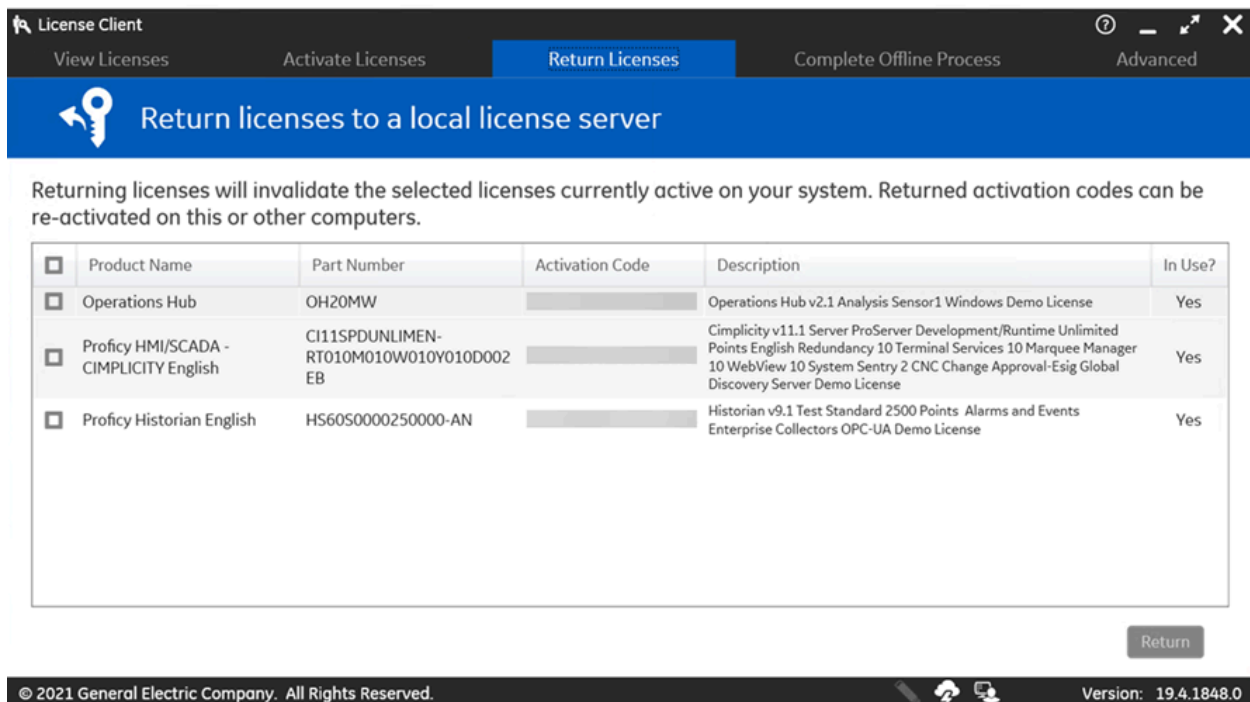 License Client
View Licenses Activate Licenses Return Licenses Complete Offline Process Advanced
Return licenses to a local license server
Returning licenses will invalidate the selected licenses currently active on your system. Returned activation codes can be
re-activated on this or other computers.
Product Name Part Number Activation Code Description In Use?
Operations Hub OH20MW Operations Hub v2.1 Analysis Sensor1 Windows Demo License Yes
Proficy HMI/SCADA -
CIMPLICITY English
CI11SPDUNLIMEN-
RT010M010W010Y010D002
EB
Cimplicity v11.1 Server ProServer Development/Runtime Unlimited
Points English Redundancy 10 Terminal Services 10 Marquee Manager
10 WebView 10 System Sentry 2 CNC Change Approval-Esig Global
Discovery Server Demo License
Yes
Proficy Historian English HS60S0000250000-AN
Historian v9.1 Test Standard 2500 Points Alarms and Events
Enterprise Collectors OPC-UA Demo License
Yes
Return
© 2021 General Electric Company. All Rights Reserved. Version: 19.4.1848.0